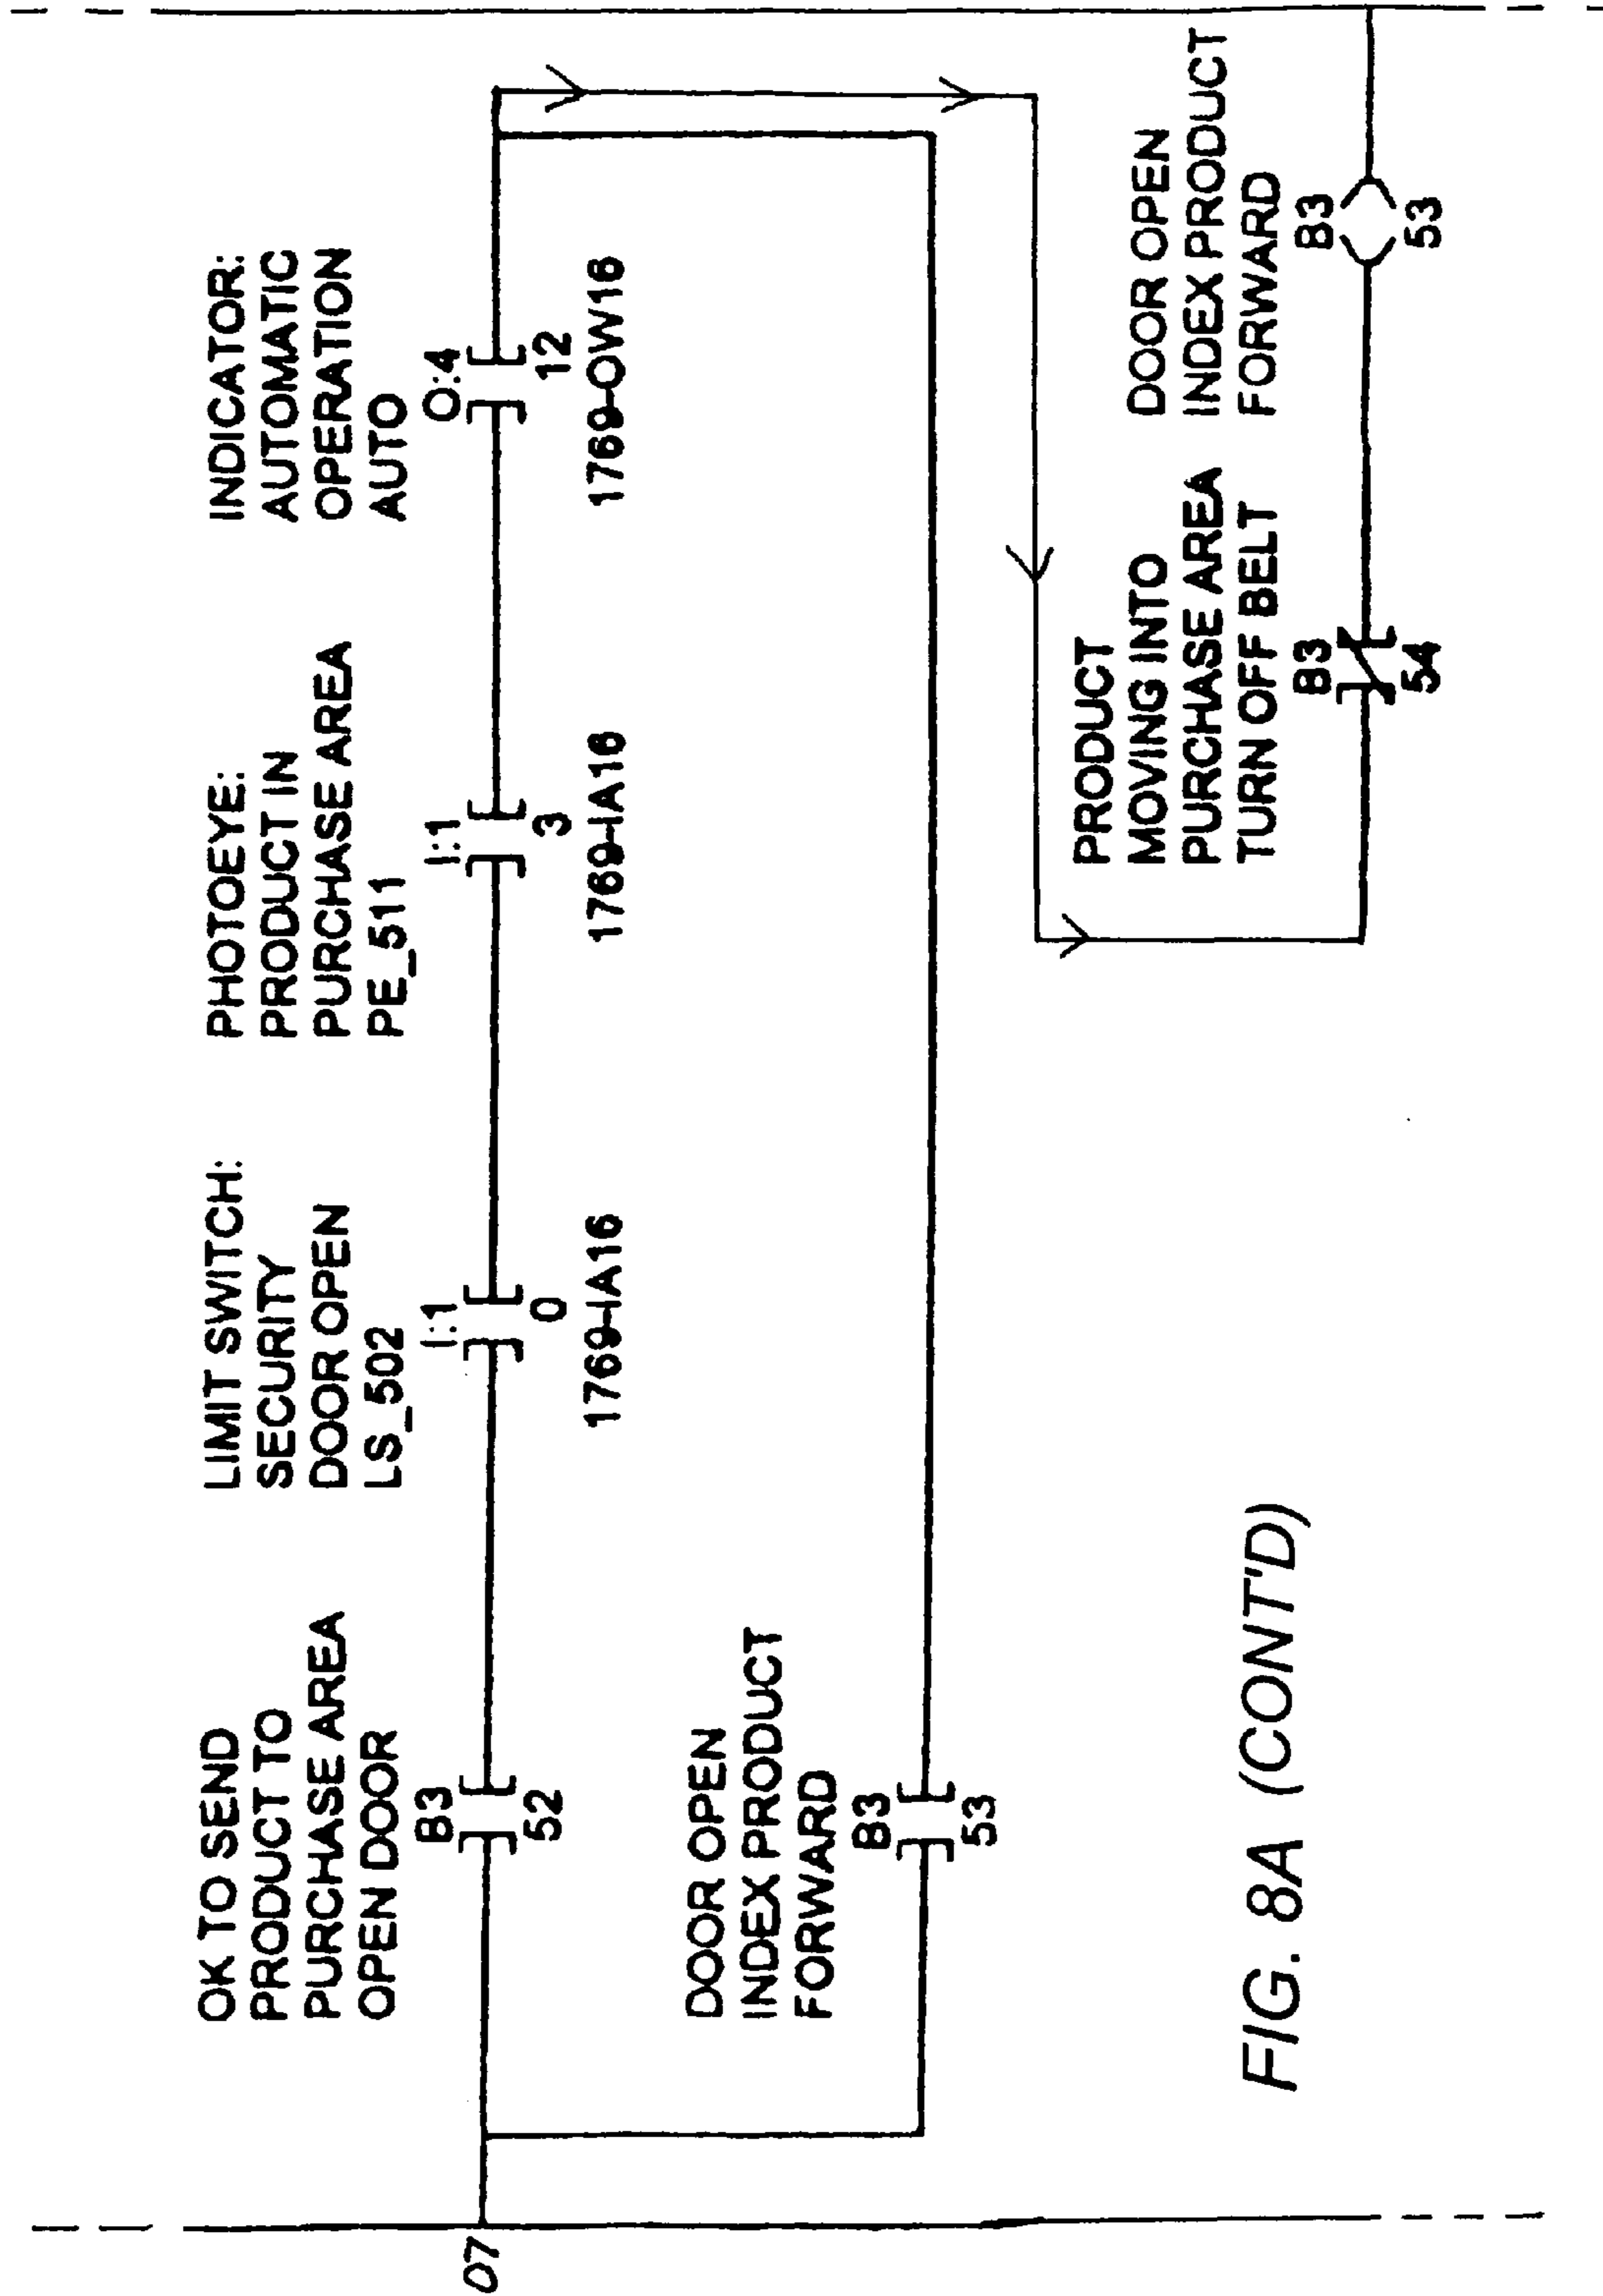 07
OK TO SEND
PRODUCT TO
PURCHASE AREA
OPEN DOOR
B3
52
LIMIT SWITCH:
SECURITY
DOOR OPEN
LS_502
I:1
0
1769-IA16
PHOTOEYE:
PRODUCT IN
PURCHASE AREA
PE_511
I:1
3
1769-IA16
INDICATOR:
AUTOMATIC
OPERATION
AUTO
O:4
12
1769-OW16
DOOR OPEN
INDEX PRODUCT
FORWARD
B3
53
PRODUCT
MOVING INTO
PURCHASE AREA
TURN OFF BELT
B3
54
DOOR OPEN
INDEX PRODUCT
FORWARD
B3
53
FIG. 8A (CONT'D)